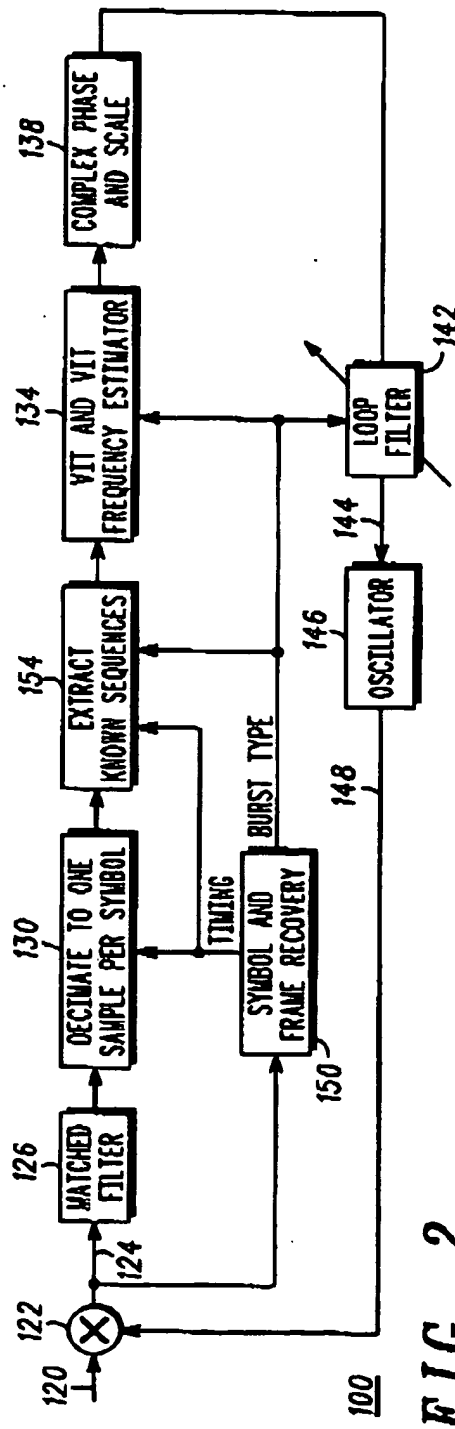 120
122
124
126
MATCHED
FILTER
130
DECIMATE TO ONE
SAMPLE PER SYMBOL
154
EXTRACT
KNOWN SEQUENCES
134
VIT AND VIT
FREQUENCY ESTIMATOR
138
COMPLEX PHASE
AND SCALE
TIMING
BURST TYPE
SYMBOL AND
FRAME RECOVERY
150
148
146
OSCILLATOR
144
LOOP
FILTER
142
100
FIG. 2